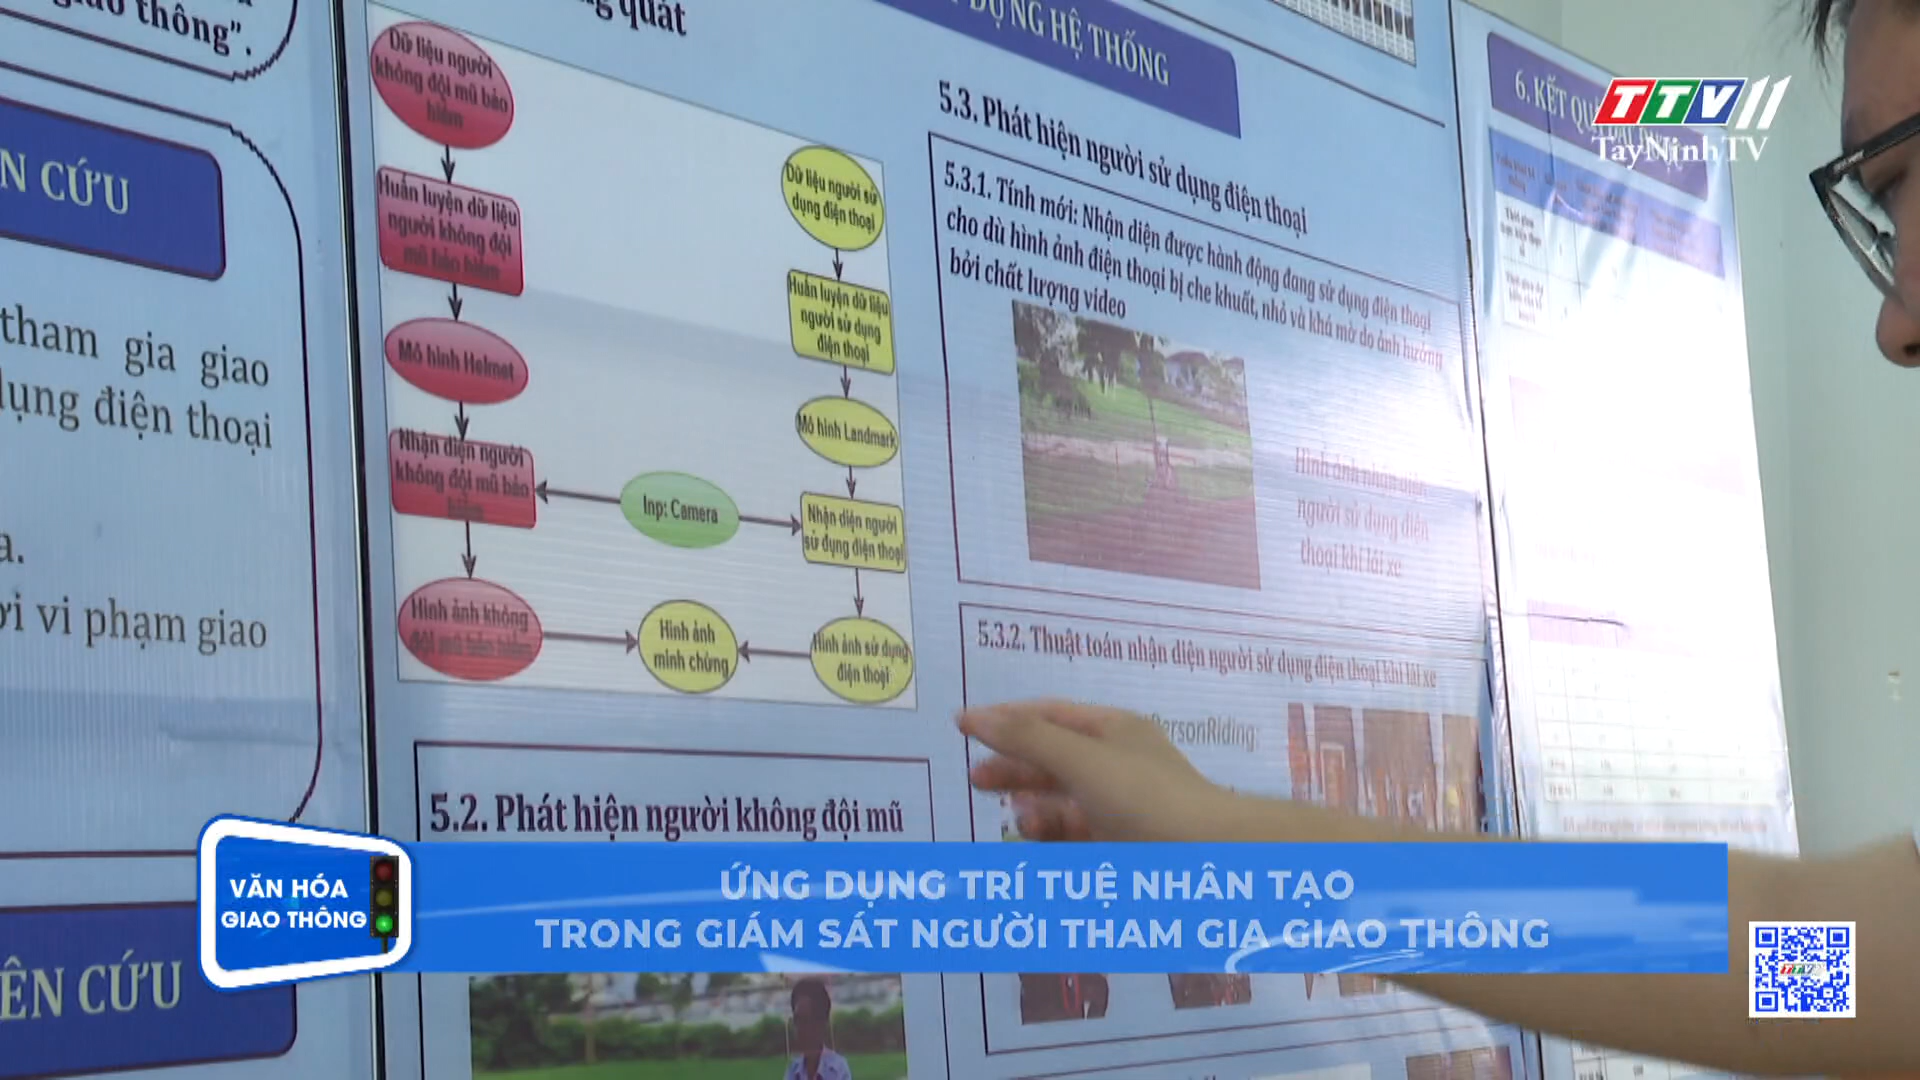 giao thông”.
N CỨU
tham gia giao
dụng điện thoại
a.
ời vi phạm giao
ÊN CỨU
g quát
Dữ liệu người
không đội mũ bảo
hiểm
Huấn luyện dữ liệu
người không đội
mũ bảo hiểm
Mô hình Helmet
Nhận diện người
không đội mũ bảo
hiểm
Hình ảnh không
đội mũ bảo hiểm
Inp: Camera
Hình ảnh
minh chứng
Dữ liệu người sử
dụng điện thoại
Huấn luyện dữ liệu
người sử dụng
điện thoại
Mô hình Landmark
Nhận diện người
sử dụng điện thoại
Hình ảnh sử dụng
điện thoại
5.2. Phát hiện người không đội mũ
DỤNG HỆ THỐNG
5.3. Phát hiện người sử dụng điện thoại
5.3.1. Tính mới: Nhận diện được hành động đang sử dụng điện thoại
cho dù hình ảnh điện thoại bị che khuất, nhỏ và khá mờ do ảnh hưởng
bởi chất lượng video
Hình ảnh nhận diện
người sử dụng điện
thoại khi lái xe
5.3.2. Thuật toán nhận diện người sử dụng điện thoại khi lái xe
PersonRiding
6. KẾT QUẢ
TTV11
TayNinhTV
VĂN HÓA
GIAO THÔNG
ỨNG DỤNG TRÍ TUỆ NHÂN TẠO
TRONG GIÁM SÁT NGƯỜI THAM GIA GIAO THÔNG